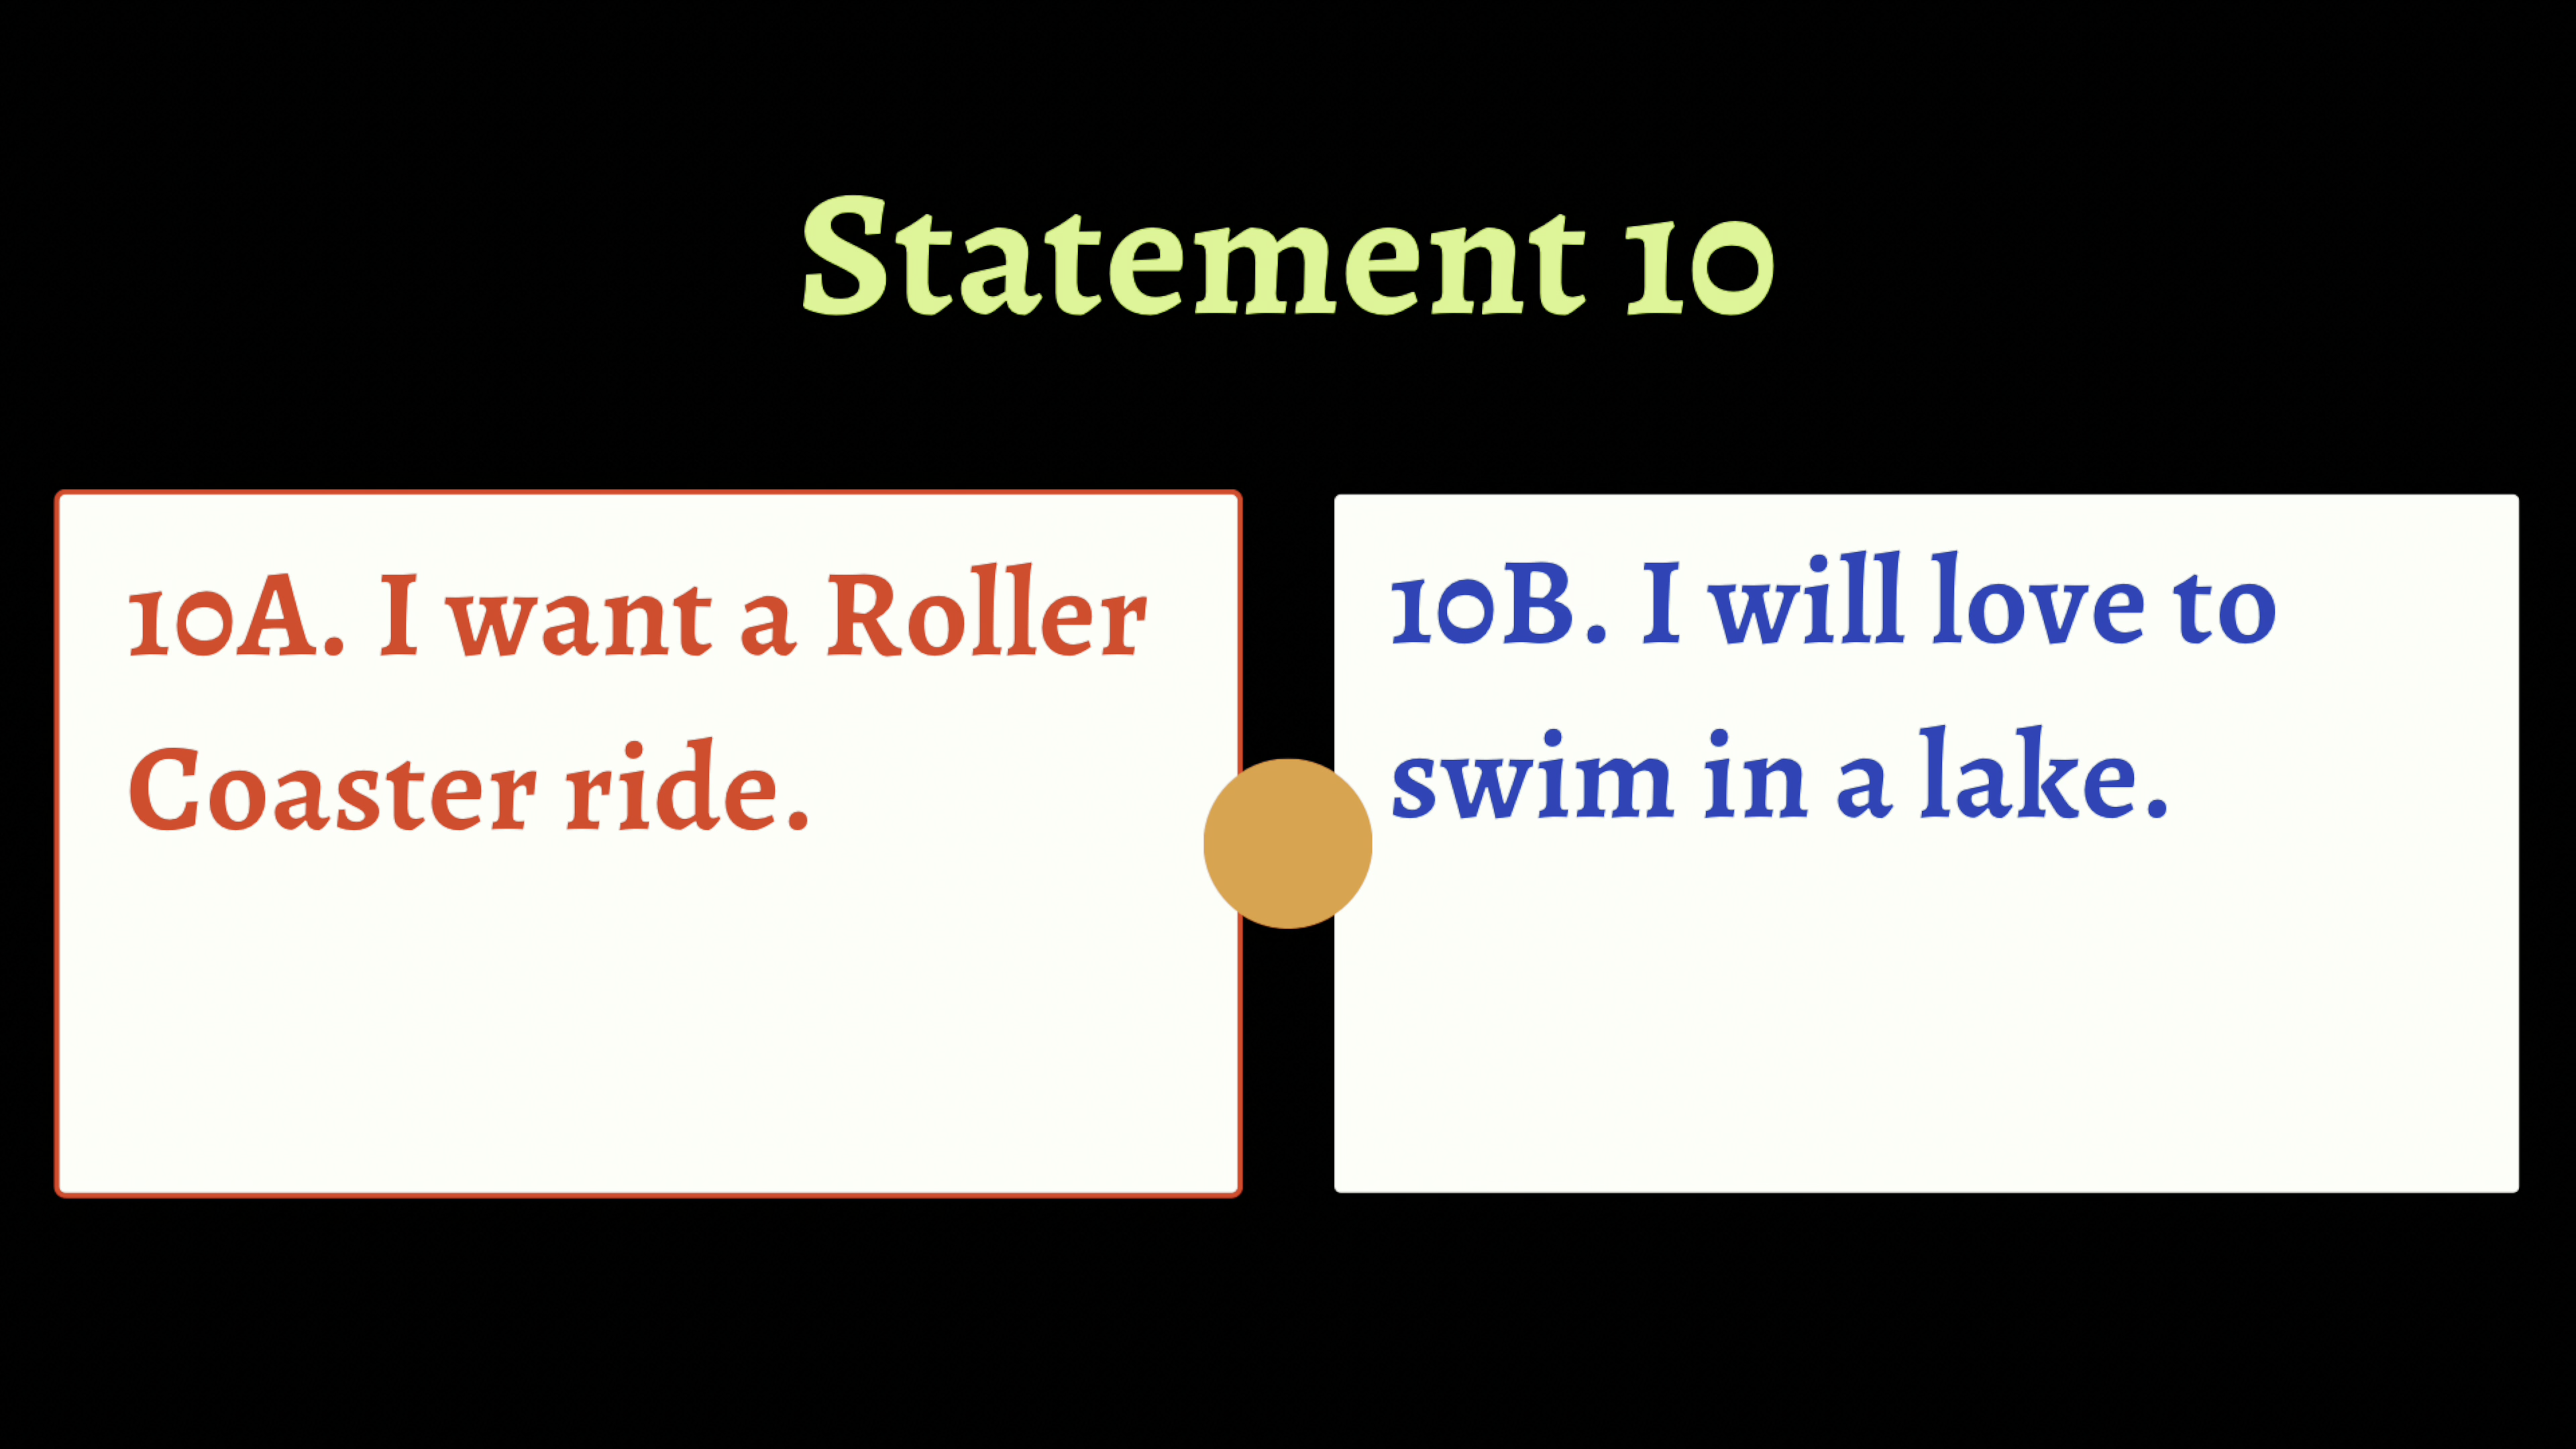 Statement 10
10A. I want a Roller
Coaster ride.
10B. I will love to
swim in a lake.